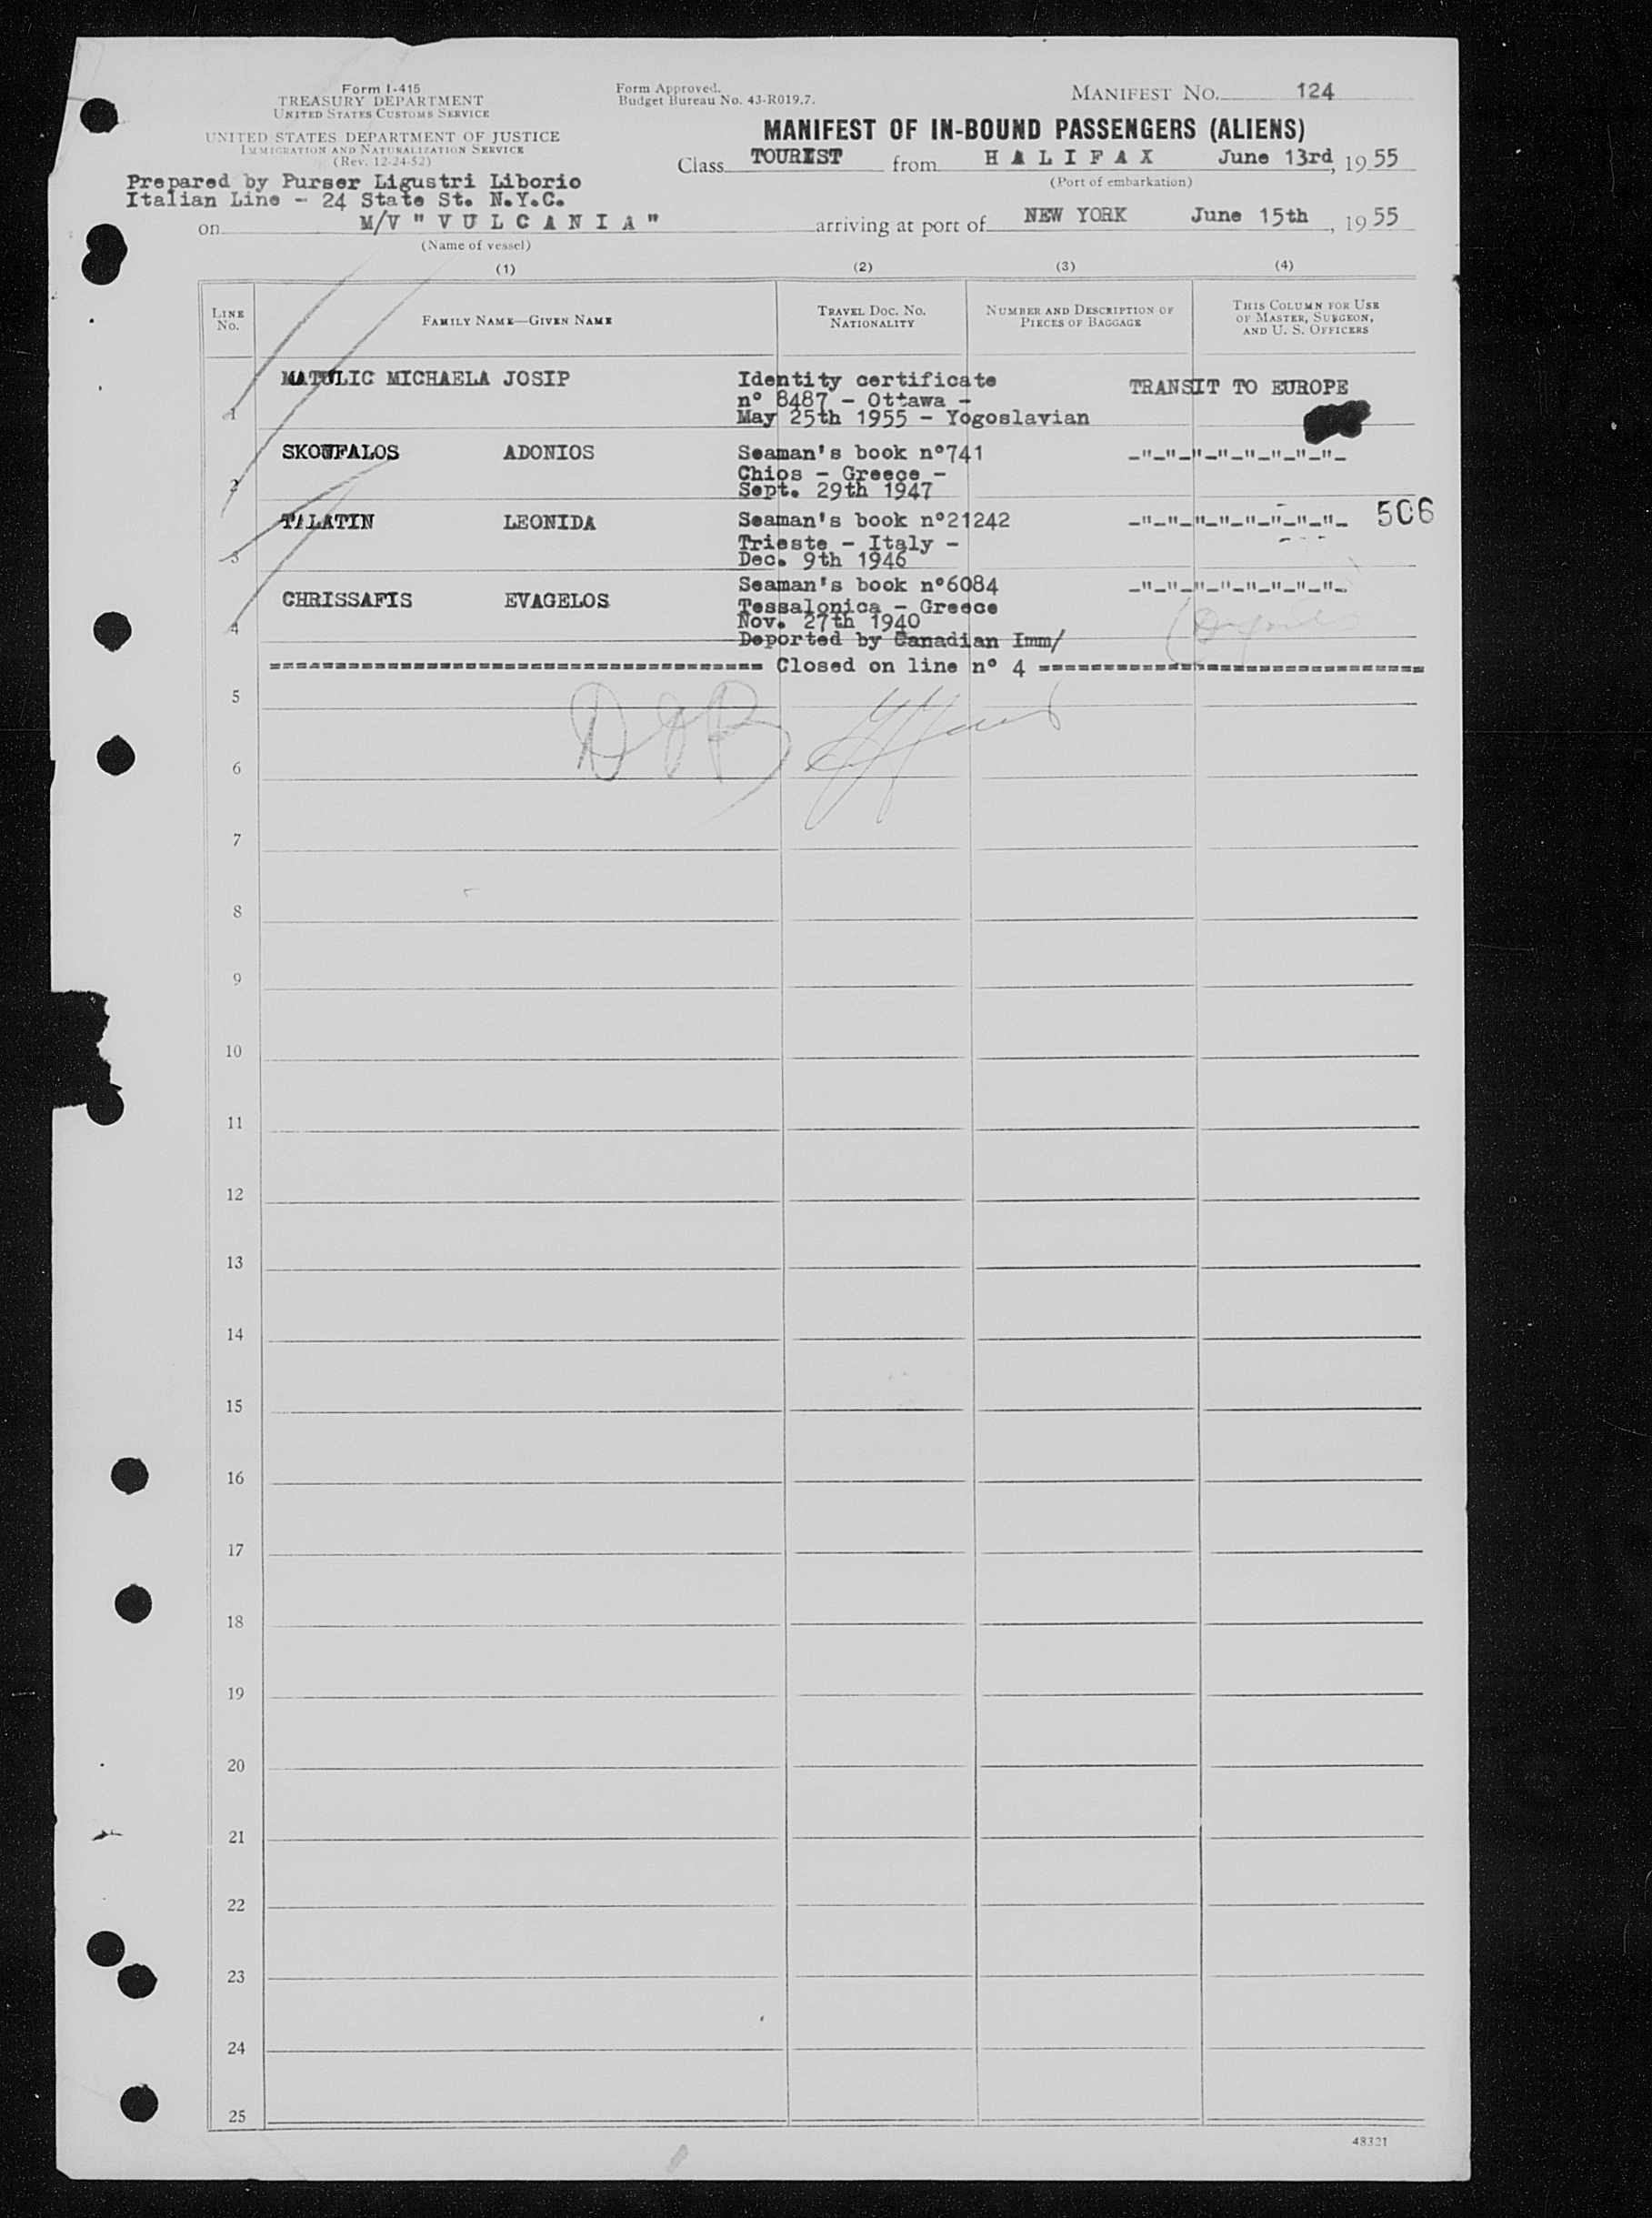 Form I-415
TREASURY DEPARTMENT
UNITED STATES CUSTOMS SERVICE
UNITED STATES DEPARTMENT OF JUSTICE
IMMIGRATION AND NATURALIZATION SERVICE
(Rev. 12-24-52)
Form Approved.
Budget Bureau No. 43-R019.7.
MANIFEST NO. 124
MANIFEST OF IN-BOUND PASSENGERS (ALIENS)
Class TOURIST from HALIFAX June 13rd, 1955
(Port of embarkation)
Prepared by Purser Ligustri Liborio
Italian Line - 24 State St. N.Y.C.
on M/V "VULCANIA" arriving at port of NEW YORK June 15th, 1955
(Name of vessel)
(1) (2) (3) (4)
LINE No.
FAMILY NAME—GIVEN NAME
TRAVEL DOC. NO. NATIONALITY
NUMBER AND DESCRIPTION OF PIECES OF BAGGAGE
THIS COLUMN FOR USE OF MASTER, SURGEON, AND U. S. OFFICERS
MATULIC MICHAELA JOSIP Identity certificate TRANSIT TO EUROPE
n° 8487 - Ottawa -
1 May 25th 1955 - Yogoslavian
SKOUFALOS ADONIOS Seaman's book n°741 -"-"-"-"-"-"-"-"-
Chios - Greece -
2 Sept. 29th 1947
TALATIN LEONIDA Seaman's book n°21242 -"-"-"-"-"-"-"-"- 506
Trieste - Italy -
3 Dec. 9th 1946
Seaman's book n°6084 -"-"-"-"-"-"-"-"-
CHRISSAFIS EVAGELOS Tessalonica - Greece
Nov. 27th 1940
4 Deported by Canadian Imm/
====================================== Closed on line n° 4 ==============================
5
6
7
8
9
10
11
12
13
14
15
16
17
18
19
20
21
22
23
24
25
48321